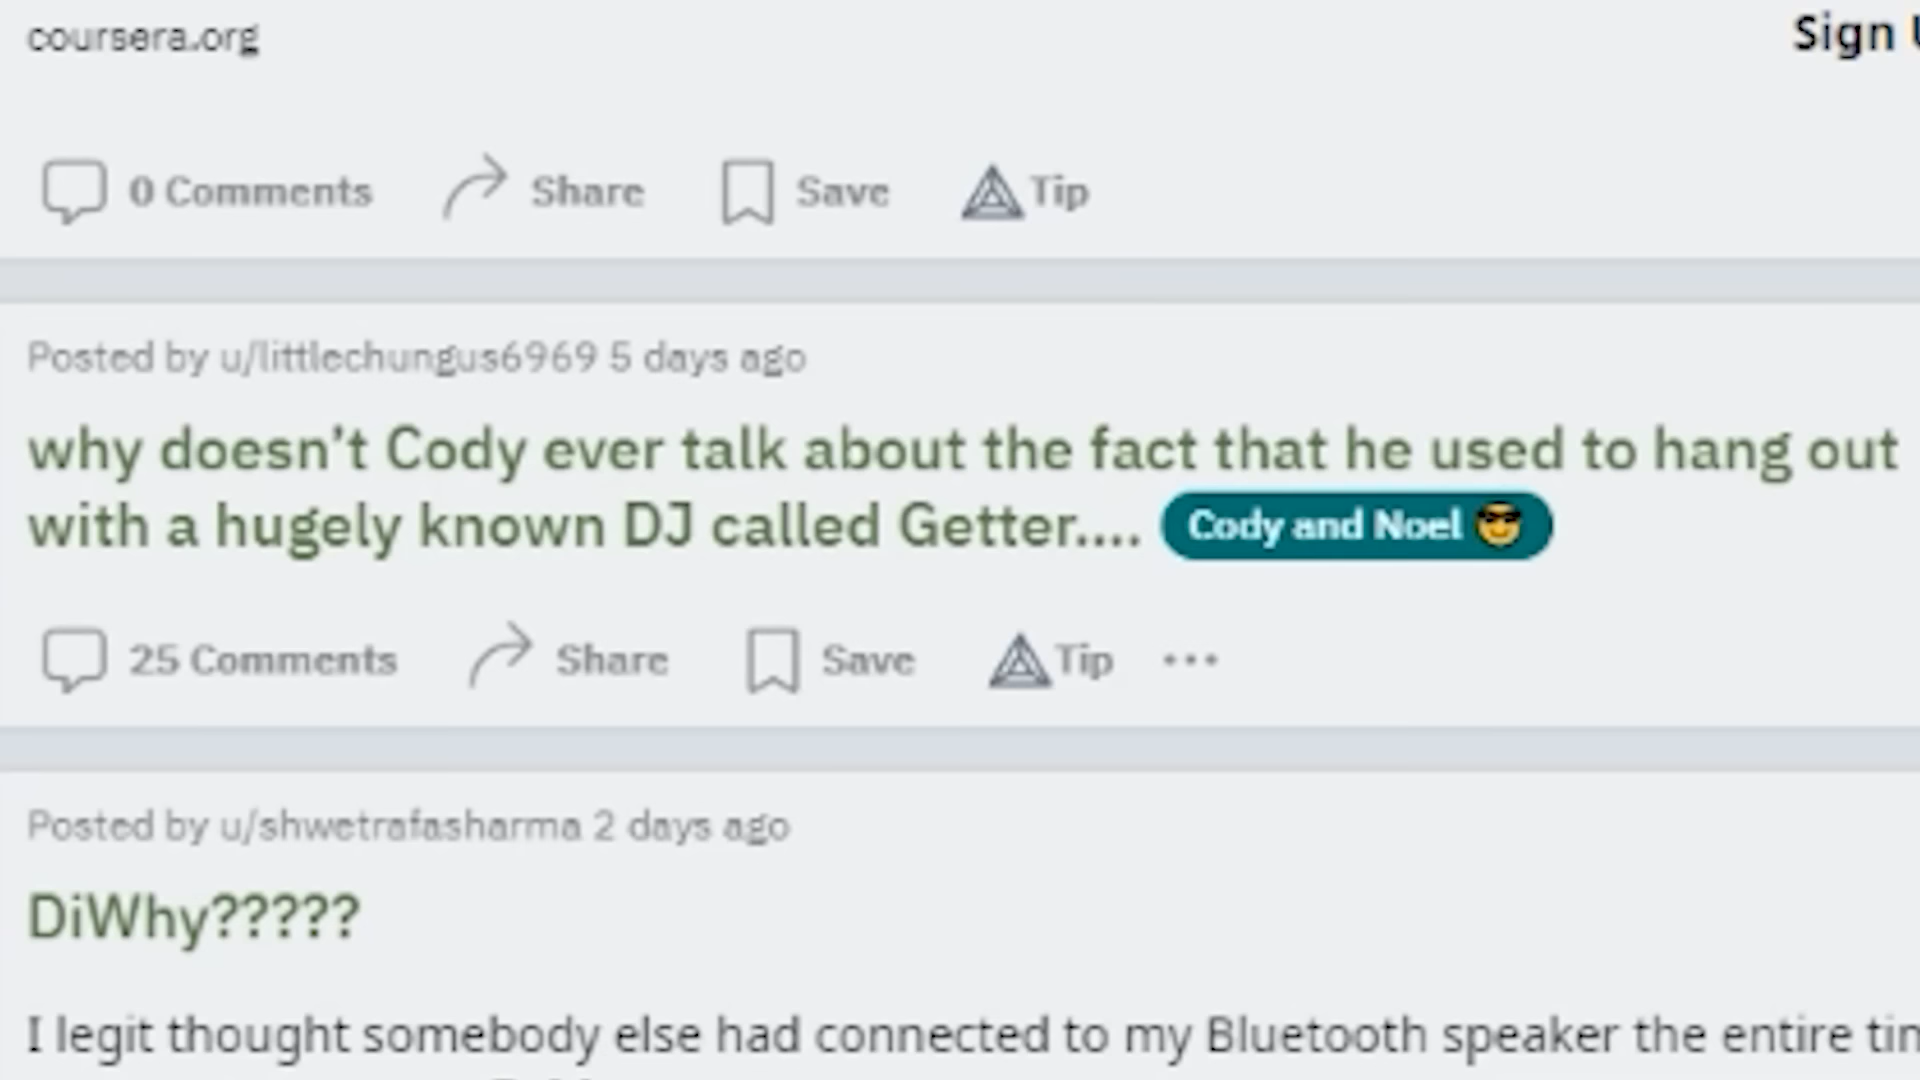 coursera.org
Sign
0 Comments Share Save Tip
Posted by u/littlechungus6969 5 days ago
why doesn't Cody ever talk about the fact that he used to hang out
with a hugely known DJ called Getter.... Cody and Noel 😎
25 Comments Share Save Tip ...
Posted by u/shwetrafasharma 2 days ago
DiWhy?????
I legit thought somebody else had connected to my Bluetooth speaker the entire